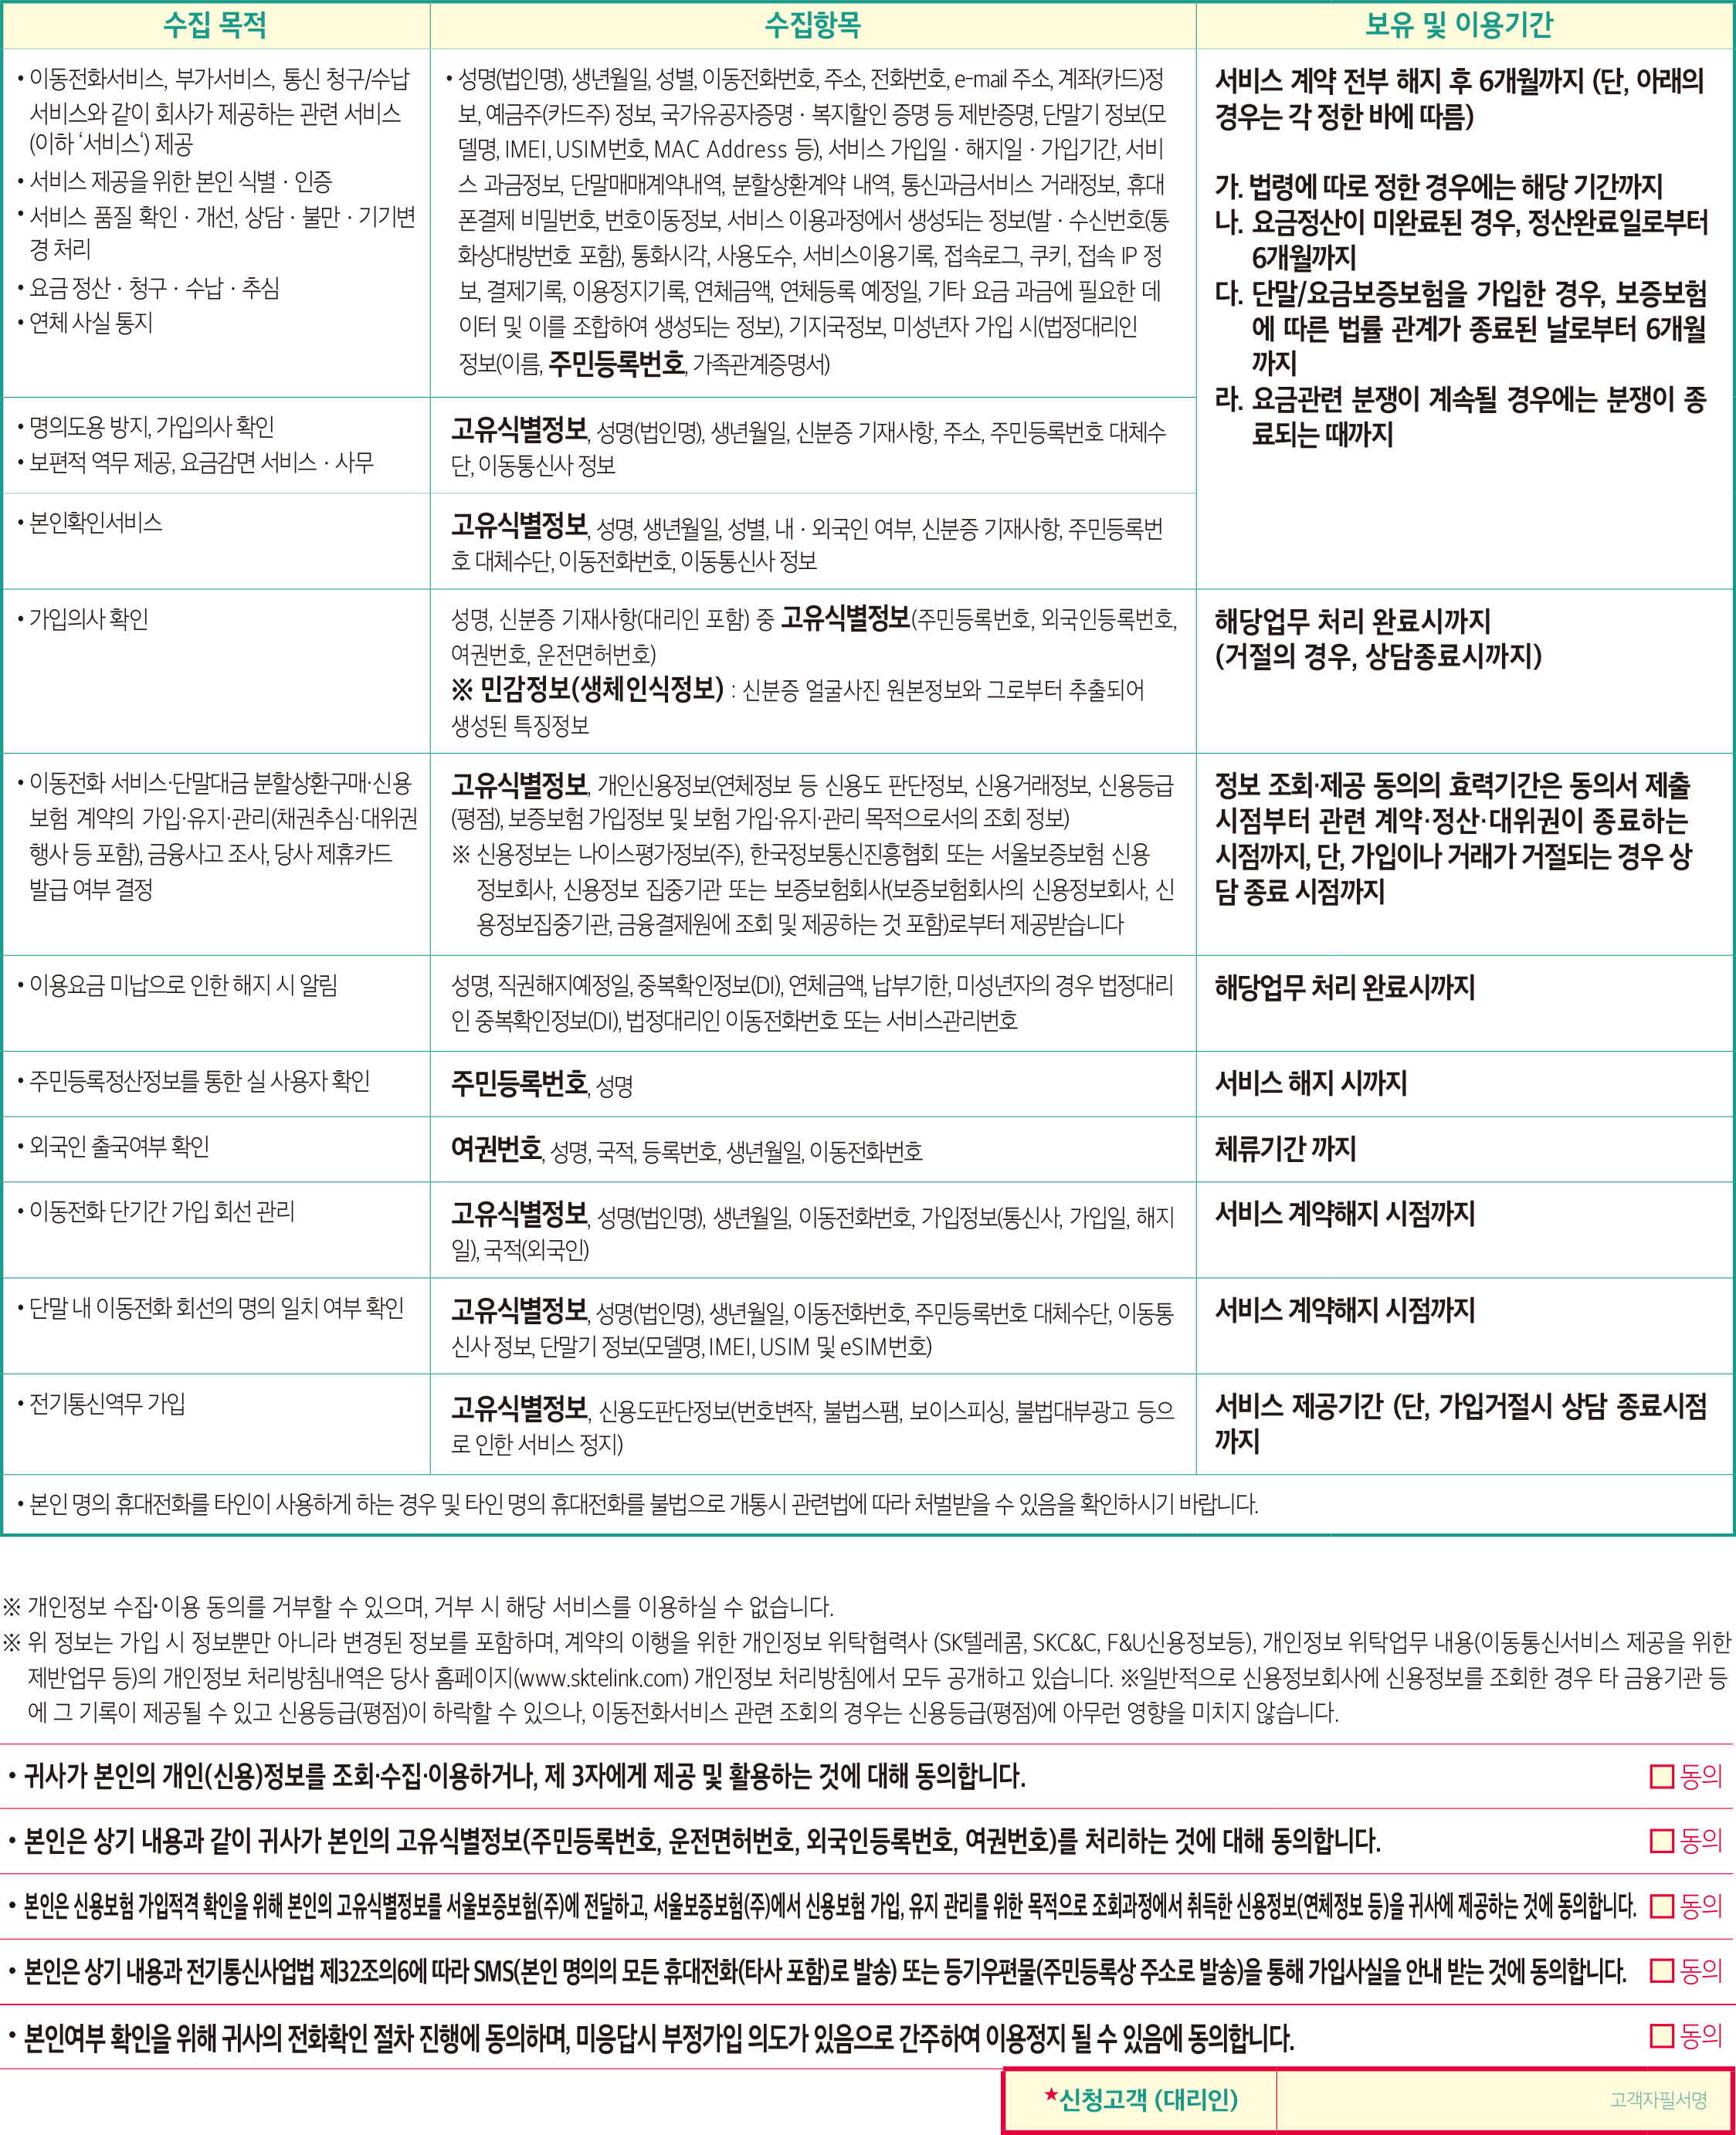 수집 목적
수집항목
보유 및 이용기간
• 이동전화서비스, 부가서비스, 통신 청구/수납
서비스와 같이 회사가 제공하는 관련 서비스
(이하 ‘서비스‘) 제공
• 서비스 제공을 위한 본인 식별 · 인증
• 서비스 품질 확인 · 개선, 상담 · 불만 · 기기변
경 처리
• 요금 정산 · 청구 · 수납 · 추심
• 연체 사실 통지
• 성명(법인명), 생년월일, 성별, 이동전화번호, 주소, 전화번호, e-mail 주소, 계좌(카드)정
보, 예금주(카드주) 정보, 국가유공자증명 · 복지할인 증명 등 제반증명, 단말기 정보(모
델명, IMEI, USIM번호, MAC Address 등), 서비스 가입일 · 해지일 · 가입기간, 서비
스 과금정보, 단말매매계약내역, 분할상환계약 내역, 통신과금서비스 거래정보, 휴대
폰결제 비밀번호, 번호이동정보, 서비스 이용과정에서 생성되는 정보(발 · 수신번호(통
화상대방번호 포함), 통화시각, 사용도수, 서비스이용기록, 접속로그, 쿠키, 접속 IP 정
보, 결제기록, 이용정지기록, 연체금액, 연체등록 예정일, 기타 요금 과금에 필요한 데
이터 및 이를 조합하여 생성되는 정보), 기지국정보, 미성년자 가입 시(법정대리인
정보(이름, 주민등록번호, 가족관계증명서)
서비스 계약 전부 해지 후 6개월까지 (단, 아래의
경우는 각 정한 바에 따름)
가. 법령에 따로 정한 경우에는 해당 기간까지
나. 요금정산이 미완료된 경우, 정산완료일로부터
6개월까지
다. 단말/요금보증보험을 가입한 경우, 보증보험
에 따른 법률 관계가 종료된 날로부터 6개월
까지
라. 요금관련 분쟁이 계속될 경우에는 분쟁이 종
료되는 때까지
• 명의도용 방지, 가입의사 확인
• 보편적 역무 제공, 요금감면 서비스 · 사무
고유식별정보, 성명(법인명), 생년월일, 신분증 기재사항, 주소, 주민등록번호 대체수
단, 이동통신사 정보
• 본인확인서비스
고유식별정보, 성명, 생년월일, 성별, 내 · 외국인 여부, 신분증 기재사항, 주민등록번
호 대체수단, 이동전화번호, 이동통신사 정보
• 가입의사 확인
성명, 신분증 기재사항(대리인 포함) 중 고유식별정보(주민등록번호, 외국인등록번호,
여권번호, 운전면허번호)
※ 민감정보(생체인식정보) : 신분증 얼굴사진 원본정보와 그로부터 추출되어
생성된 특징정보
해당업무 처리 완료시까지
(거절의 경우, 상담종료시까지)
• 이동전화 서비스·단말대금 분할상환구매·신용
보험 계약의 가입·유지·관리(채권추심·대위권
행사 등 포함), 금융사고 조사, 당사 제휴카드
발급 여부 결정
고유식별정보, 개인신용정보(연체정보 등 신용도 판단정보, 신용거래정보, 신용등급
(평점), 보증보험 가입정보 및 보험 가입·유지·관리 목적으로서의 조회 정보)
※ 신용정보는 나이스평가정보(주), 한국정보통신진흥협회 또는 서울보증보험 신용
정보회사, 신용정보 집중기관 또는 보증보험회사(보증보험회사의 신용정보회사, 신
용정보집중기관, 금융결제원에 조회 및 제공하는 것 포함)로부터 제공받습니다
정보 조회·제공 동의의 효력기간은 동의서 제출
시점부터 관련 계약·정산·대위권이 종료하는
시점까지, 단, 가입이나 거래가 거절되는 경우 상
담 종료 시점까지
• 이용요금 미납으로 인한 해지 시 알림
성명, 직권해지예정일, 중복확인정보(DI), 연체금액, 납부기한, 미성년자의 경우 법정대리
인 중복확인정보(DI), 법정대리인 이동전화번호 또는 서비스관리번호
해당업무 처리 완료시까지
• 주민등록정산정보를 통한 실 사용자 확인
주민등록번호, 성명
서비스 해지 시까지
• 외국인 출국여부 확인
여권번호, 성명, 국적, 등록번호, 생년월일, 이동전화번호
체류기간 까지
• 이동전화 단기간 가입 회선 관리
고유식별정보, 성명(법인명), 생년월일, 이동전화번호, 가입정보(통신사, 가입일, 해지
일), 국적(외국인)
서비스 계약해지 시점까지
• 단말 내 이동전화 회선의 명의 일치 여부 확인
고유식별정보, 성명(법인명), 생년월일, 이동전화번호, 주민등록번호 대체수단, 이동통
신사 정보, 단말기 정보(모델명, IMEI, USIM 및 eSIM번호)
서비스 계약해지 시점까지
• 전기통신역무 가입
고유식별정보, 신용도판단정보(번호변작, 불법스팸, 보이스피싱, 불법대부광고 등으
로 인한 서비스 정지)
서비스 제공기간 (단, 가입거절시 상담 종료시점
까지
• 본인 명의 휴대전화를 타인이 사용하게 하는 경우 및 타인 명의 휴대전화를 불법으로 개통시 관련법에 따라 처벌받을 수 있음을 확인하시기 바랍니다.
※ 개인정보 수집·이용 동의를 거부할 수 있으며, 거부 시 해당 서비스를 이용하실 수 없습니다.
※ 위 정보는 가입 시 정보뿐만 아니라 변경된 정보를 포함하며, 계약의 이행을 위한 개인정보 위탁협력사 (SK텔레콤, SKC&C, F&U신용정보등), 개인정보 위탁업무 내용(이동통신서비스 제공을 위한
제반업무 등)의 개인정보 처리방침내역은 당사 홈페이지(www.sktelink.com) 개인정보 처리방침에서 모두 공개하고 있습니다. ※일반적으로 신용정보회사에 신용정보를 조회한 경우 타 금융기관 등
에 그 기록이 제공될 수 있고 신용등급(평점)이 하락할 수 있으나, 이동전화서비스 관련 조회의 경우는 신용등급(평점)에 아무런 영향을 미치지 않습니다.
• 귀사가 본인의 개인(신용)정보를 조회·수집·이용하거나, 제 3자에게 제공 및 활용하는 것에 대해 동의합니다. □ 동의
• 본인은 상기 내용과 같이 귀사가 본인의 고유식별정보(주민등록번호, 운전면허번호, 외국인등록번호, 여권번호)를 처리하는 것에 대해 동의합니다. □ 동의
• 본인은 신용보험 가입적격 확인을 위해 본인의 고유식별정보를 서울보증보험(주)에 전달하고, 서울보증보험(주)에서 신용보험 가입, 유지 관리를 위한 목적으로 조회과정에서 취득한 신용정보(연체정보 등)을 귀사에 제공하는 것에 동의합니다. □ 동의
• 본인은 상기 내용과 전기통신사업법 제32조의6에 따라 SMS(본인 명의의 모든 휴대전화(타사 포함)로 발송) 또는 등기우편물(주민등록상 주소로 발송)을 통해 가입사실을 안내 받는 것에 동의합니다. □ 동의
• 본인여부 확인을 위해 귀사의 전화확인 절차 진행에 동의하며, 미응답시 부정가입 의도가 있음으로 간주하여 이용정지 될 수 있음에 동의합니다. □ 동의
★신청고객 (대리인)
고객자필서명